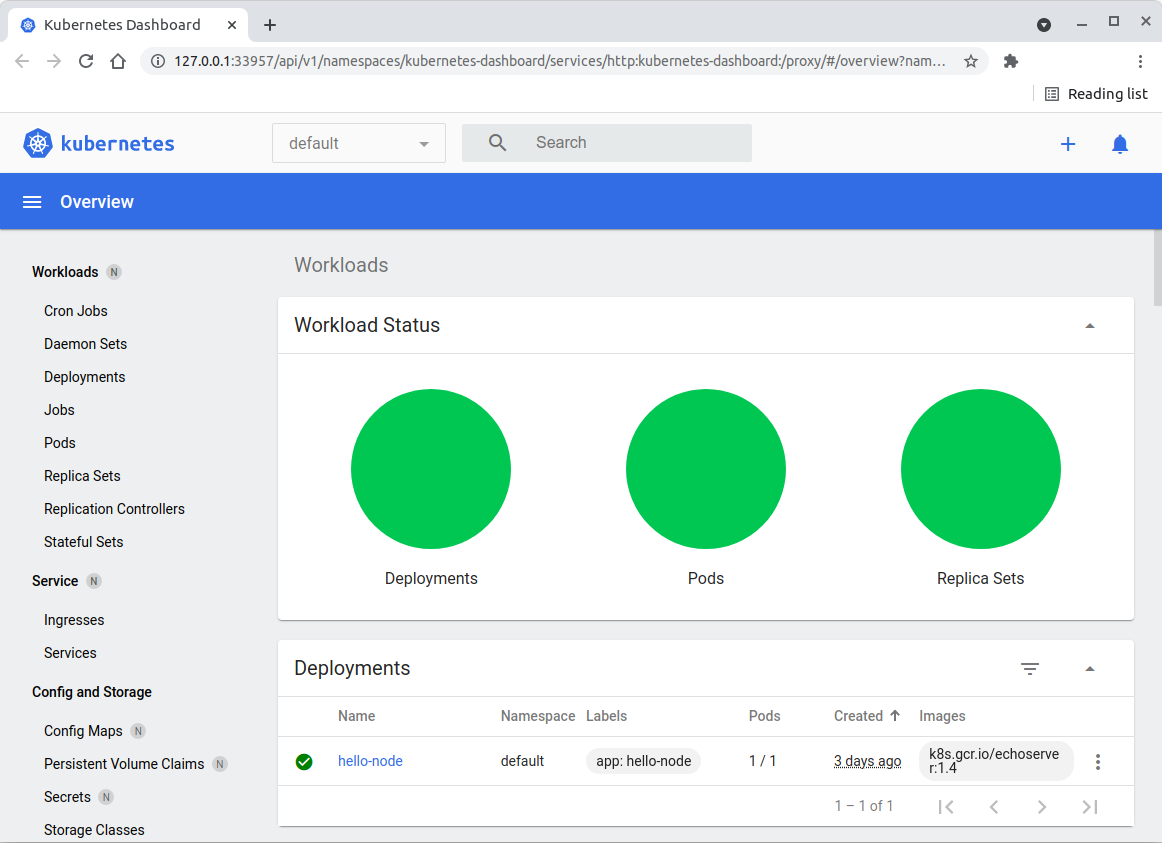 Kubernetes Dashboard
127.0.0.1:33957/api/v1/namespaces/kubernetes-dashboard/services/http:kubernetes-dashboard:/proxy/#/overview?nam...
Reading list
kubernetes
default
Search
Overview
Workloads N
Cron Jobs
Daemon Sets
Deployments
Jobs
Pods
Replica Sets
Replication Controllers
Stateful Sets
Service N
Ingresses
Services
Config and Storage
Config Maps N
Persistent Volume Claims N
Secrets N
Storage Classes
Workloads
Workload Status
Deployments Pods Replica Sets
Deployments
Name Namespace Labels Pods Created Images
hello-node default app: hello-node 1 / 1 3 days ago k8s.gcr.io/echoserve
r:1.4
1 – 1 of 1